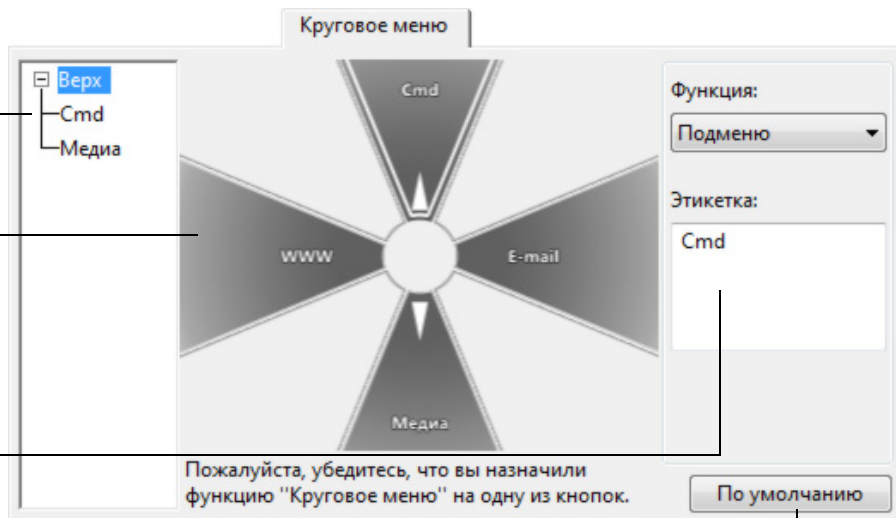 Круговое меню
Верх
Cmd
Медиа
Cmd
WWW
E-mail
Медиа
Функция:
Подменю
Этикетка:
Cmd
Пожалуйста, убедитесь, что вы назначили
функцию "Круговое меню" на одну из кнопок.
По умолчанию